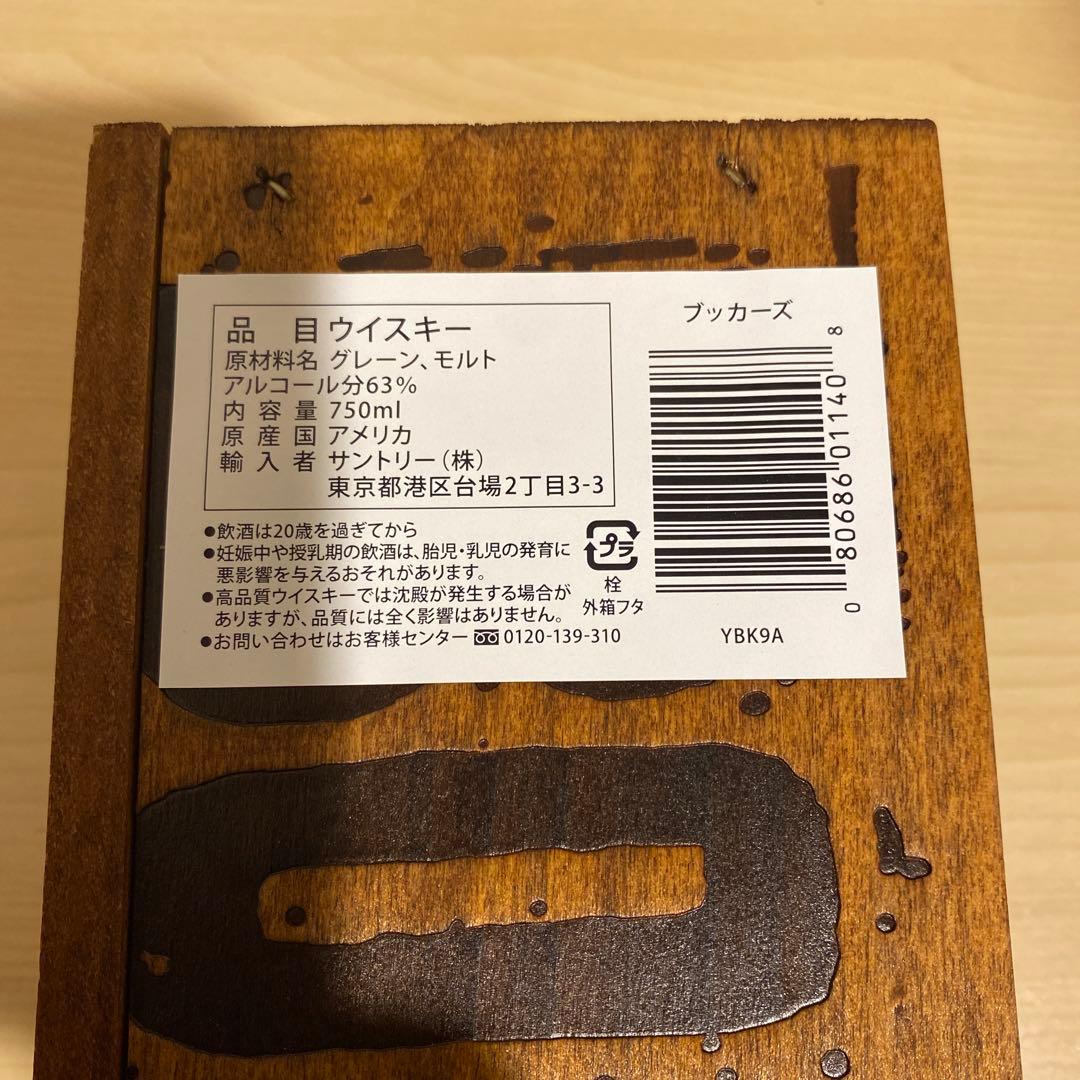 品 目 ウイスキー
原材料名 グレーン、モルト
アルコール分63%
内 容 量 750ml
原 産 国 アメリカ
輸 入 者 サントリー(株)
東京都港区台場2丁目3-3
●飲酒は20歳を過ぎてから
●妊娠中や授乳期の飲酒は、胎児・乳児の発育に
悪影響を与えるおそれがあります。
●高品質ウイスキーでは沈殿が発生する場合が
ありますが、品質には全く影響はありません。
●お問い合わせはお客様センター 0120-139-310
プラ
栓
外箱フタ
ブッカーズ
0 80686 01140 8
YBK9A